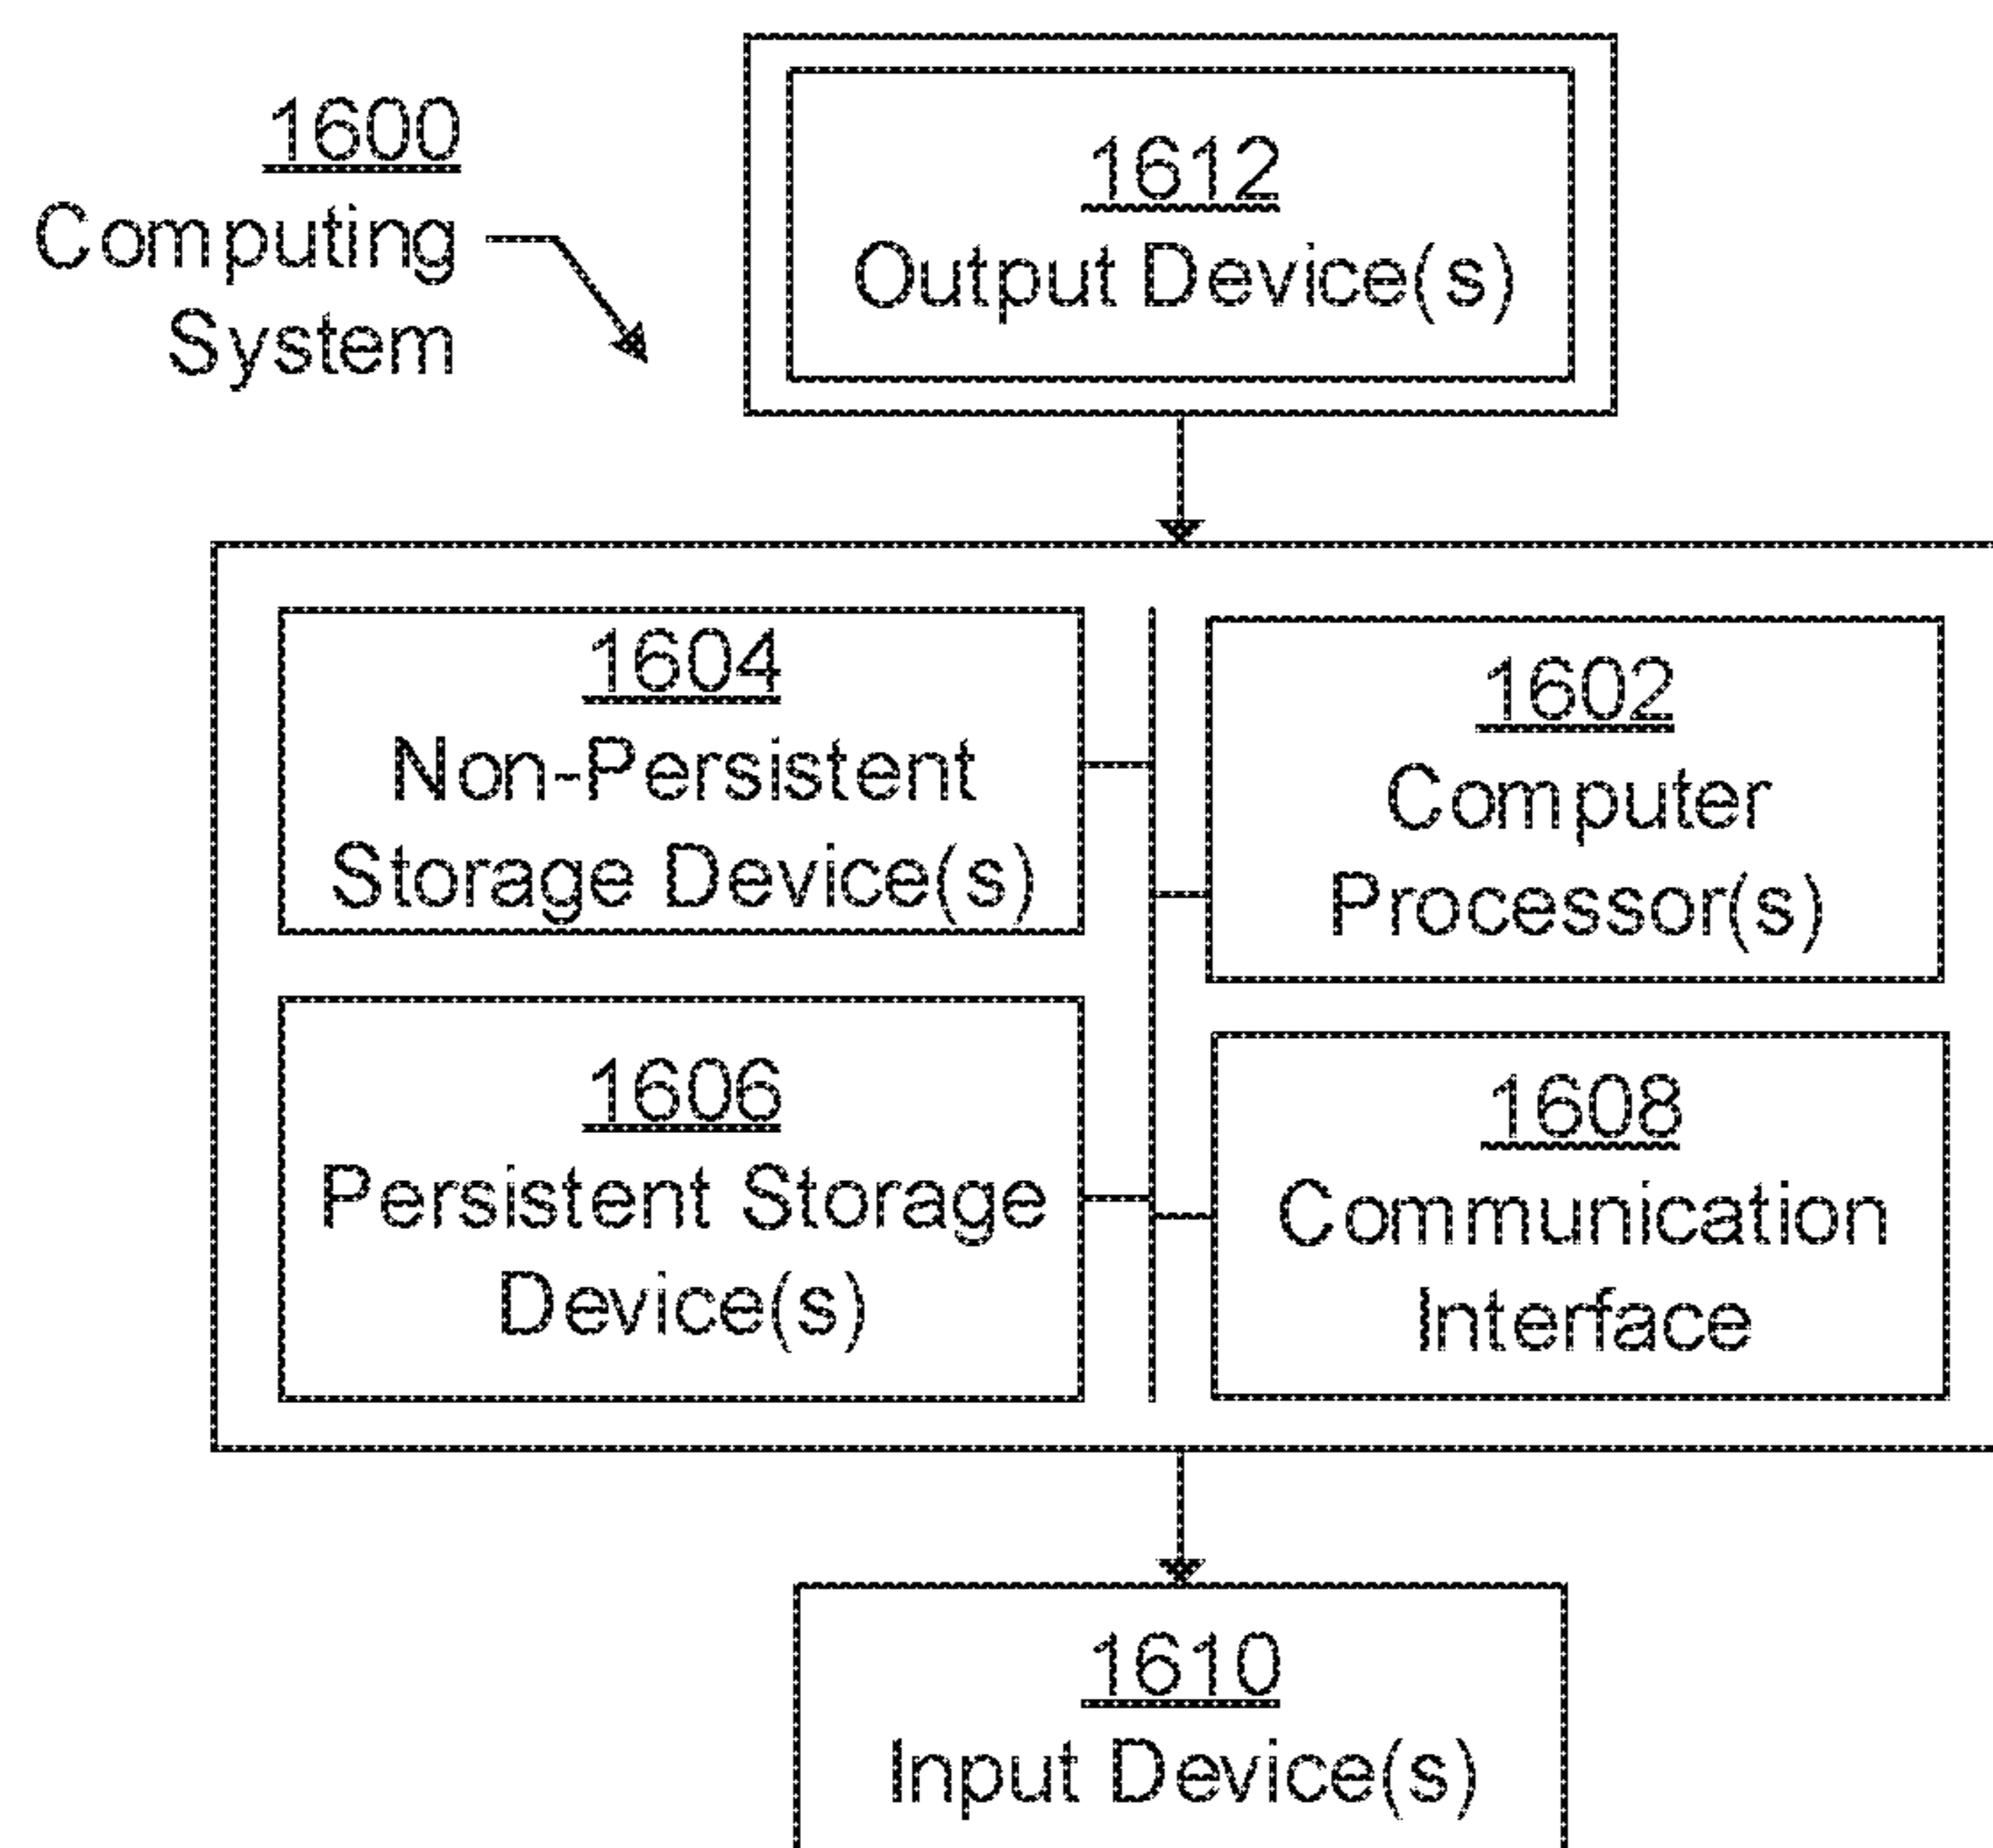 1600
Computing
System
1612
Output Device(s)
1604
Non-Persistent
Storage Device(s)
1602
Computer
Processor(s)
1606
Persistent Storage
Device(s)
1608
Communication
Interface
1610
Input Device(s)